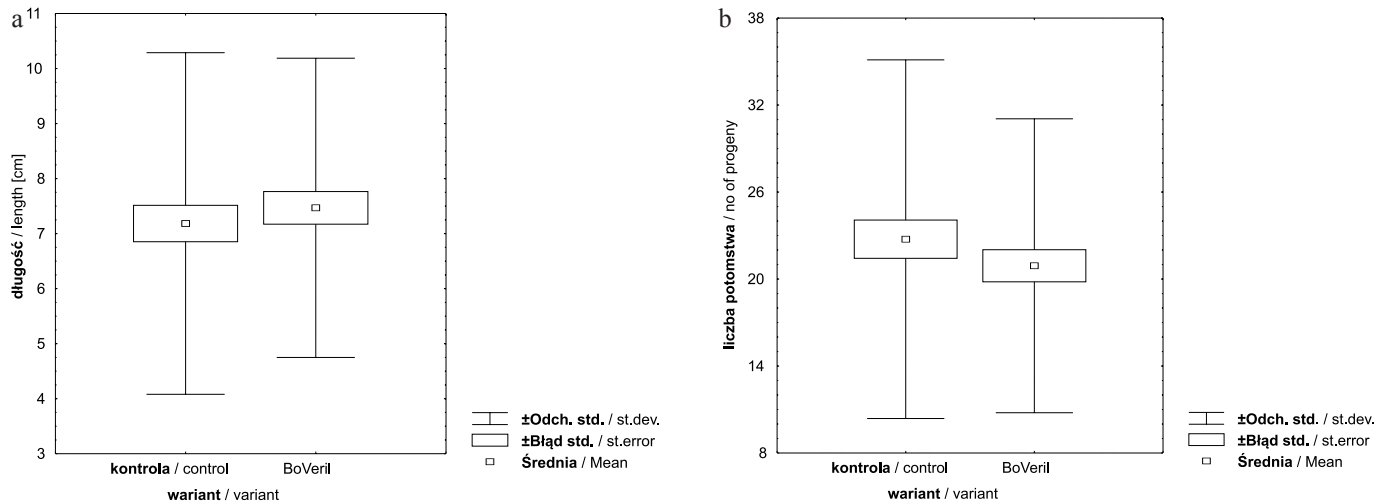 a
11
10
9
8
7
6
5
4
3
długość / length [cm]
kontrola / control
BoVeril
wariant / variant
±Odch. std. / st.dev.
±Błąd std. / st.error
Średnia / Mean
b
38
32
26
20
14
8
liczba potomstwa / no of progeny
kontrola / control
BoVeril
wariant / variant
±Odch. std. / st.dev.
±Błąd std. / st.error
Średnia / Mean